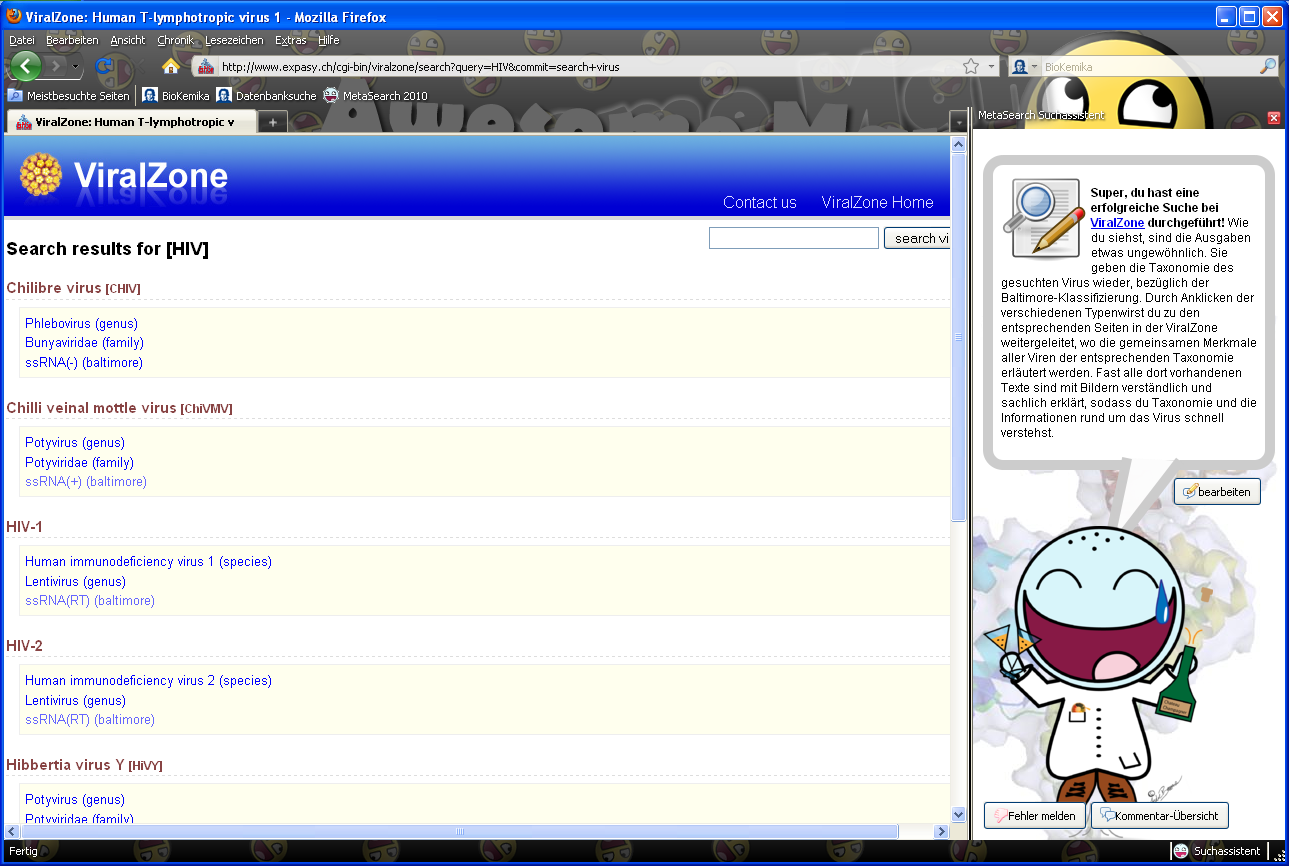 ViralZone: Human T-lymphotropic virus 1 - Mozilla Firefox
Datei Bearbeiten Ansicht Chronik Lesezeichen Extras Hilfe
http://www.expasy.ch/cgi-bin/viralzone/search?query=HIV&commit=search+virus
BioKemika
Meistbesuchte Seiten BioKemika Datenbanksuche MetaSearch 2010
ViralZone: Human T-lymphotropic v
MetaSearch Suchassistent
ViralZone
Contact us ViralZone Home
search vi
Search results for [HIV]
Chilibre virus [CHIV]
Phlebovirus (genus)
Bunyaviridae (family)
ssRNA(-) (baltimore)
Chilli veinal mottle virus [ChiVMV]
Potyvirus (genus)
Potyviridae (family)
ssRNA(+) (baltimore)
HIV-1
Human immunodeficiency virus 1 (species)
Lentivirus (genus)
ssRNA(RT) (baltimore)
HIV-2
Human immunodeficiency virus 2 (species)
Lentivirus (genus)
ssRNA(RT) (baltimore)
Hibbertia virus Y [HiVY]
Potyvirus (genus)
Potyviridae (family)
Super, du hast eine
erfolgreiche Suche bei
ViralZone durchgeführt! Wie
du siehst, sind die Ausgaben
etwas ungewöhnlich. Sie
geben die Taxonomie des
gesuchten Virus wieder, bezüglich der
Baltimore-Klassifizierung. Durch Anklicken der
verschiedenen Typenwirst du zu den
entsprechenden Seiten in der ViralZone
weitergeleitet, wo die gemeinsamen Merkmale
aller Viren der entsprechenden Taxonomie
erläutert werden. Fast alle dort vorhandenen
Texte sind mit Bildern verständlich und
sachlich erklärt, sodass du Taxonomie und die
Informationen rund um das Virus schnell
verstehst.
bearbeiten
Fehler melden Kommentar-Übersicht
Fertig
Suchassistent